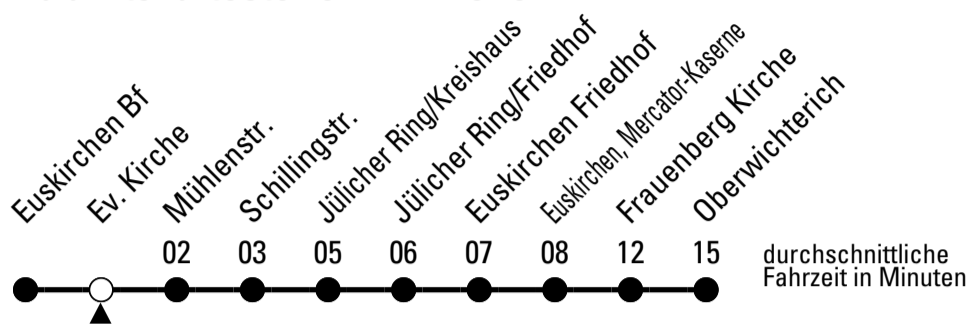 Euskirchen Bf
Ev. Kirche
Mühlenstr.
Schillingstr.
Jülicher Ring/Kreishaus
Jülicher Ring/Friedhof
Euskirchen Friedhof
Euskirchen, Mercator-Kaserne
Frauenberg Kirche
Oberwichterich
02 03 05 06 07 08 12 15
durchschnittliche
Fahrzeit in Minuten